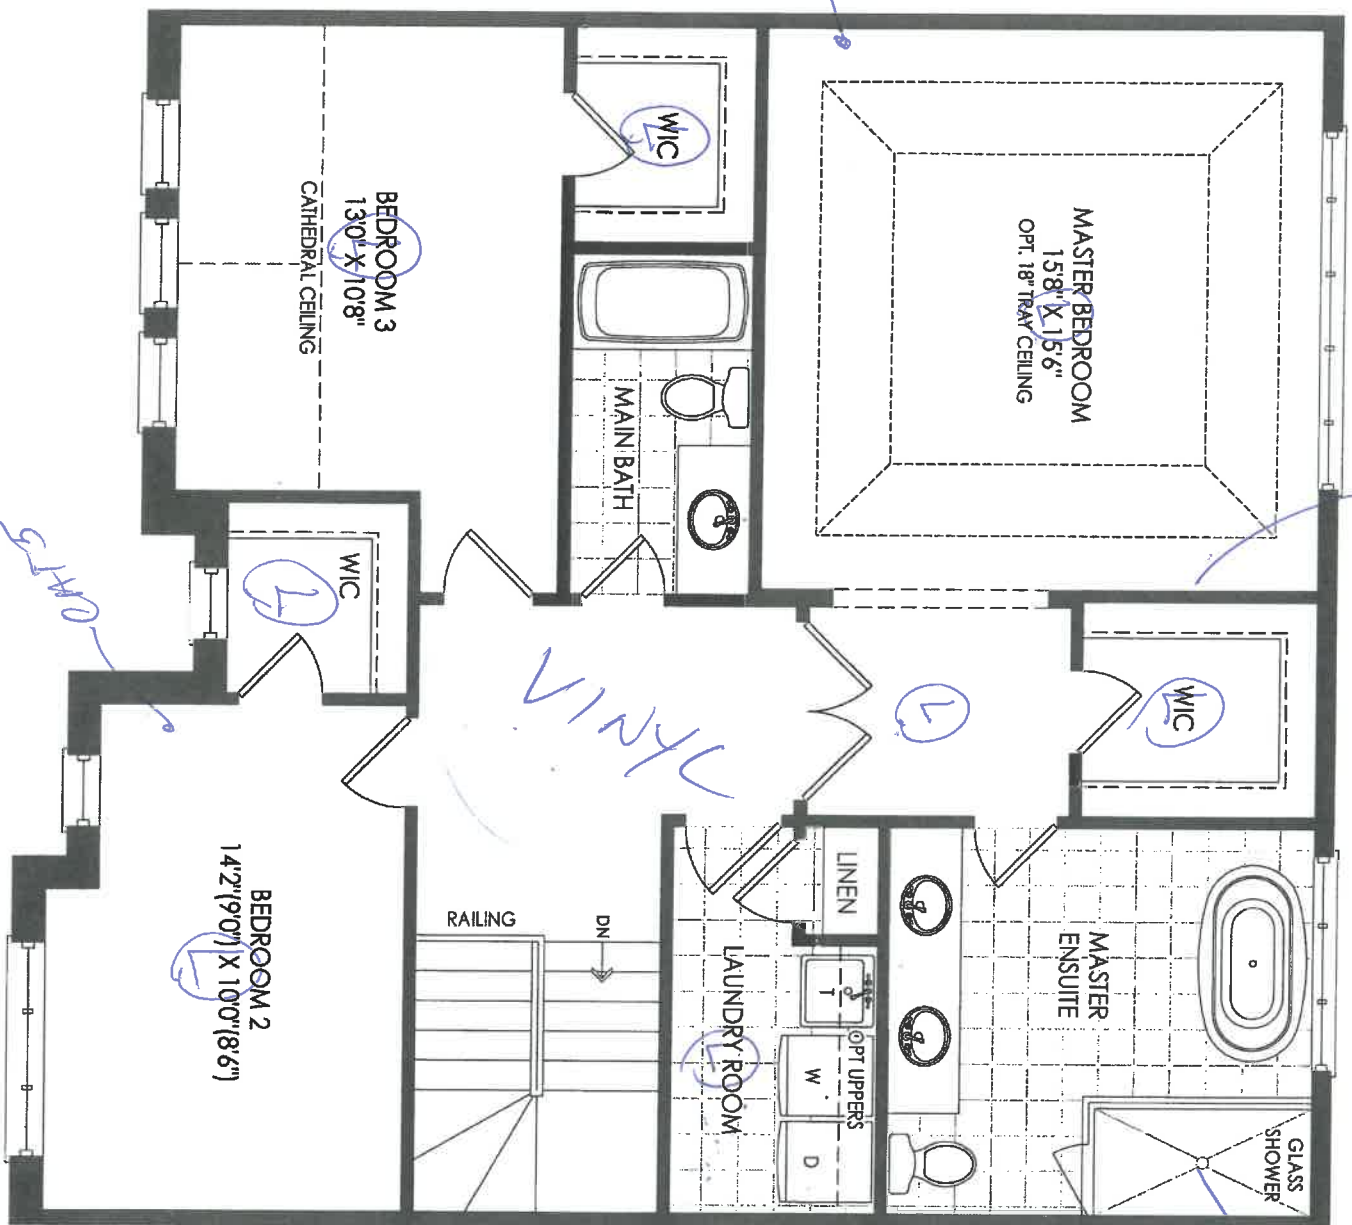 WIC
L
BEDROOM 3
13'0" X 10'8"
L
CATHEDRAL CEILING
MASTER BEDROOM
15'8" X 15'6"
L
OPT. 18" TRAY CEILING
MAIN BATH
WIC
L
WIC
L
L
VINYL
LINEN
RAILING
DN
BEDROOM 2
14'2"(9'0") X 10'0"(8'6")
L
LAUNDRY ROOM
L
T
OPT UPPERS
W
D
MASTER
ENSUITE
GLASS
SHOWER